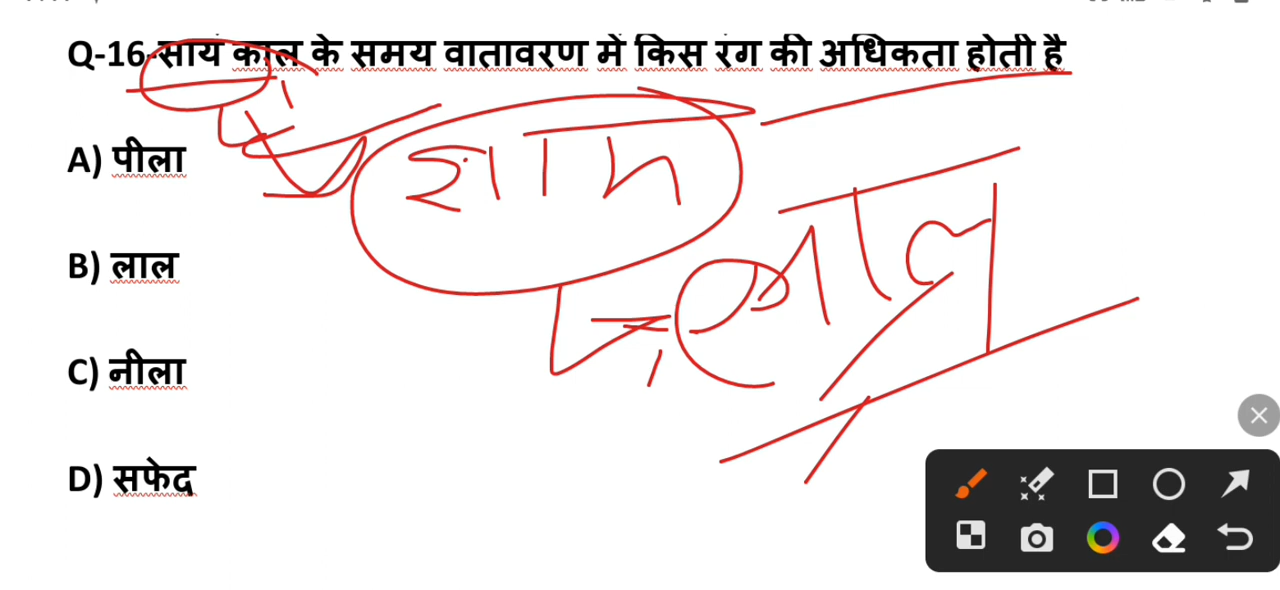 Q-16-सायं काल के समय वातावरण में किस रंग की अधिकता होती है
A) पीला
शाम
B) लाल
लाल
C) नीला
D) सफेद